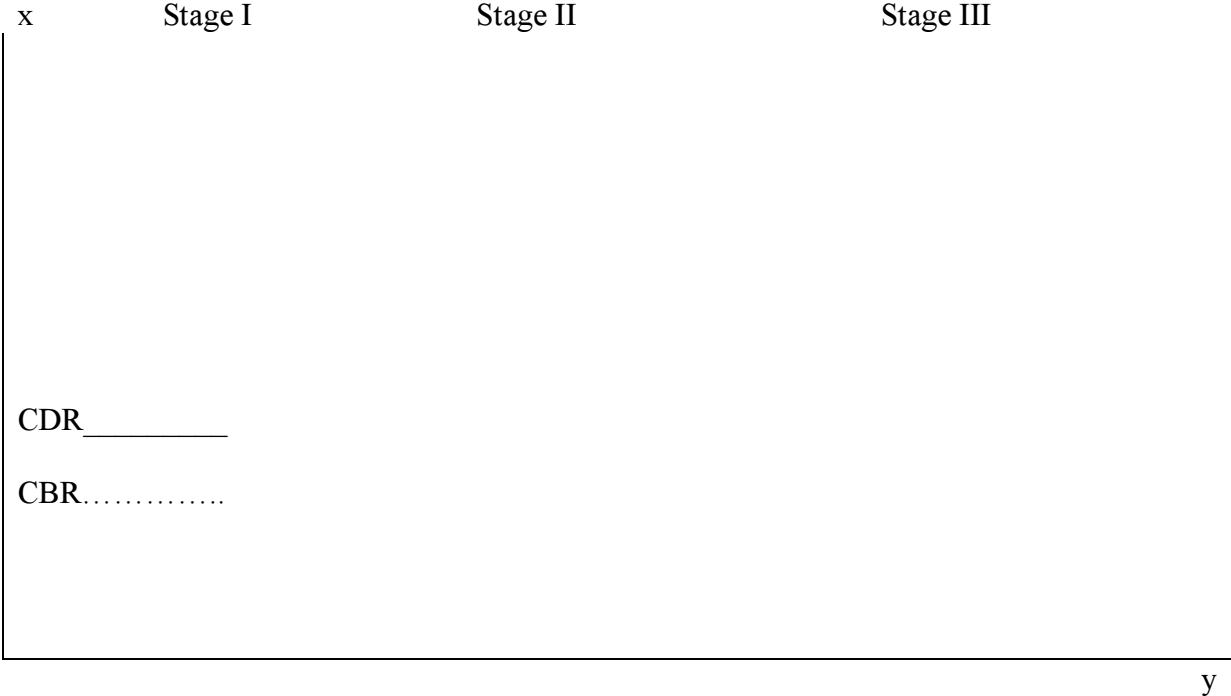 x Stage I Stage II Stage III
CDR_________
CBR…………..
y